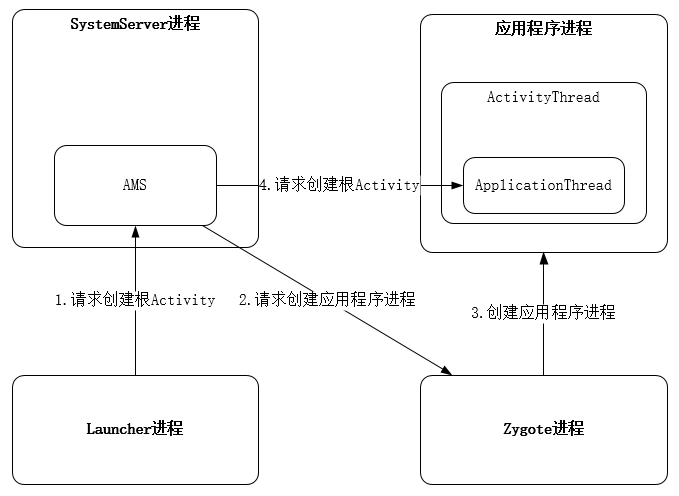 SystemServer进程
应用程序进程
ActivityThread
AMS
4.请求创建根Activity
ApplicationThread
1.请求创建根Activity
2.请求创建应用程序进程
3.创建应用程序进程
Launcher进程
Zygote进程